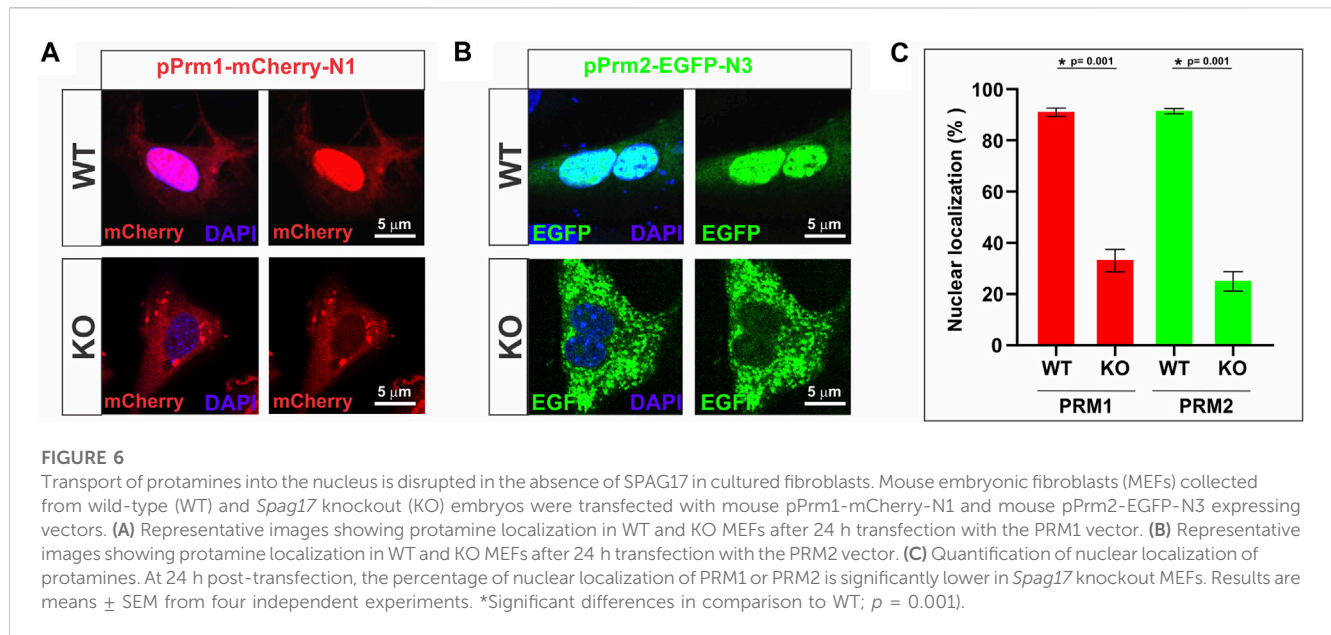 A
pPrm1-mCherry-N1
WT
mCherry DAPI
mCherry
5 μm
KO
mCherry DAPI
mCherry
5 μm
B
pPrm2-EGFP-N3
WT
EGFP DAPI
EGFP
5 μm
KO
EGFP DAPI
EGFP
5 μm
C
* p= 0.001 * p= 0.001
Nuclear localization (%)
100
80
60
40
20
0
WT KO WT KO
PRM1 PRM2
FIGURE 6
Transport of protamines into the nucleus is disrupted in the absence of SPAG17 in cultured fibroblasts. Mouse embryonic fibroblasts (MEFs) collected
from wild-type (WT) and Spag17 knockout (KO) embryos were transfected with mouse pPrm1-mCherry-N1 and mouse pPrm2-EGFP-N3 expressing
vectors. (A) Representative images showing protamine localization in WT and KO MEFs after 24 h transfection with the PRM1 vector. (B) Representative
images showing protamine localization in WT and KO MEFs after 24 h transfection with the PRM2 vector. (C) Quantification of nuclear localization of
protamines. At 24 h post-transfection, the percentage of nuclear localization of PRM1 or PRM2 is significantly lower in Spag17 knockout MEFs. Results are
means ± SEM from four independent experiments. *Significant differences in comparison to WT; p = 0.001).